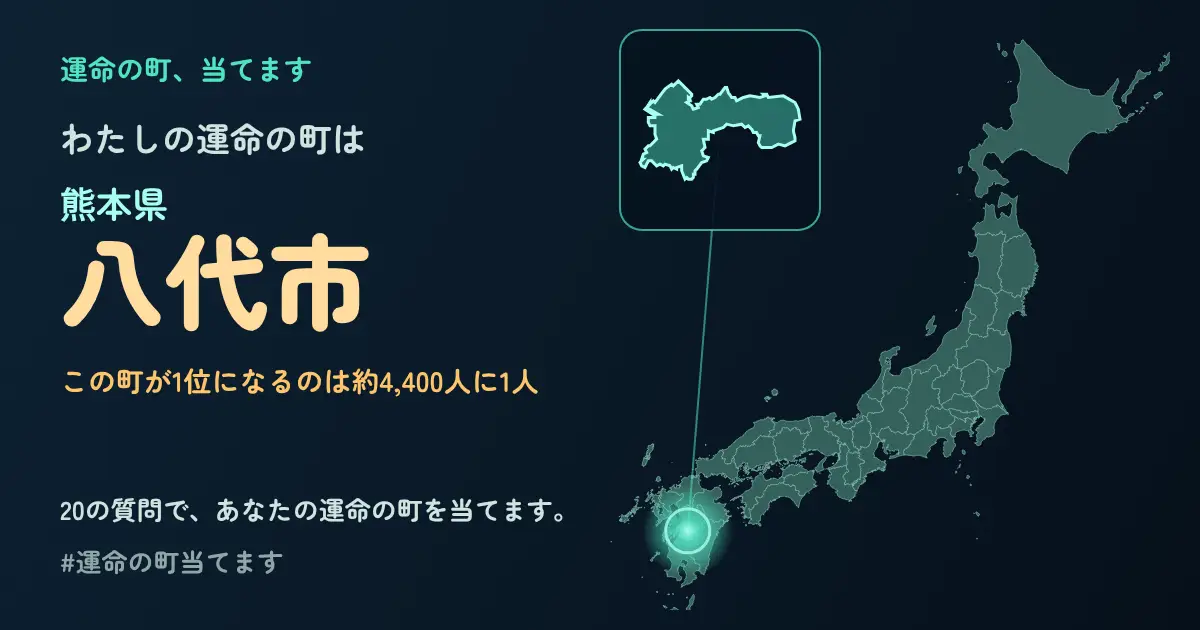 運命の町、当てます
わたしの運命の町は
熊本県
八代市
この町が1位になるのは約4,400人に1人
20の質問で、あなたの運命の町を当てます。
#運命の町当てます